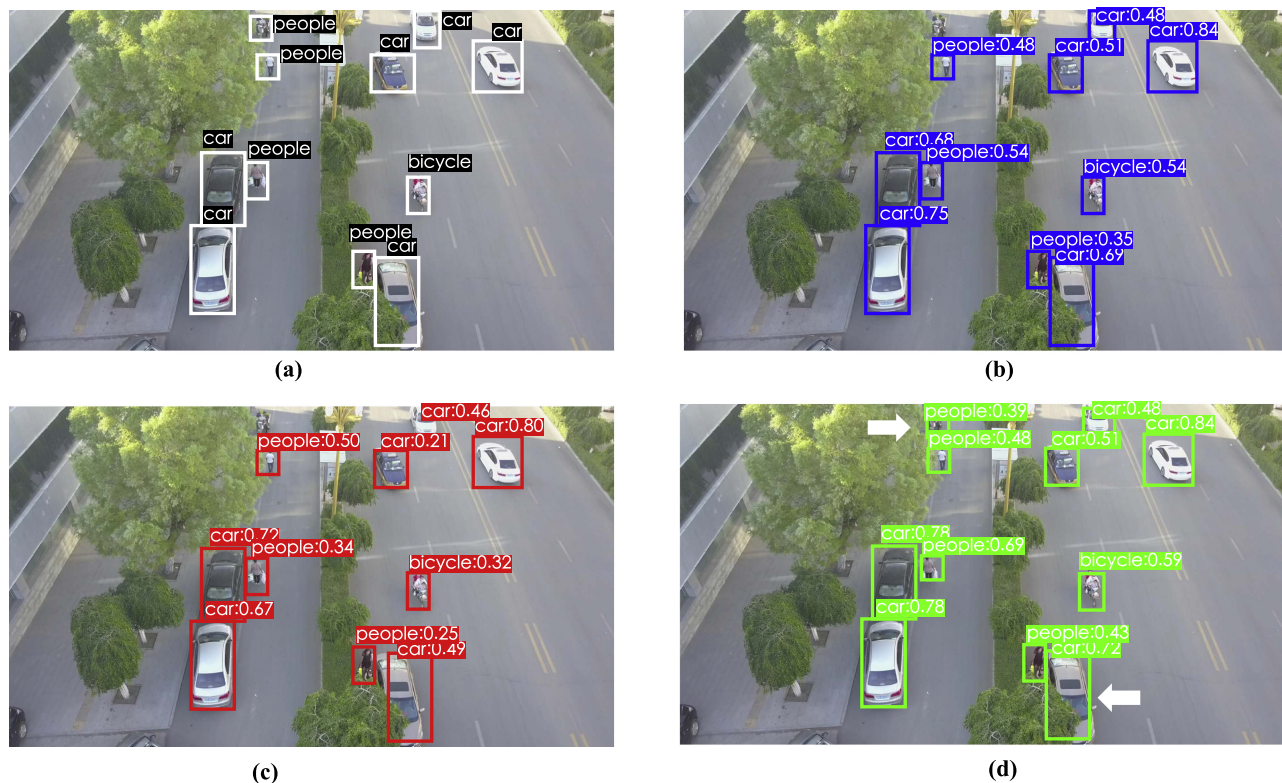 people
car
people
car
car
car
people
bicycle
car
people
car
(a)
car:0.48
car:0.84
people:0.48
car:0.51
car:0.68
people:0.54
bicycle:0.54
car:0.75
people:0.35
car:0.69
(b)
car:0.46
car:0.80
people:0.50
car:0.21
car:0.72
people:0.34
bicycle:0.32
car:0.67
people:0.25
car:0.49
(c)
people:0.39
car:0.48
car:0.84
people:0.48
car:0.51
car:0.78
people:0.69
bicycle:0.59
car:0.78
people:0.43
car:0.72
(d)